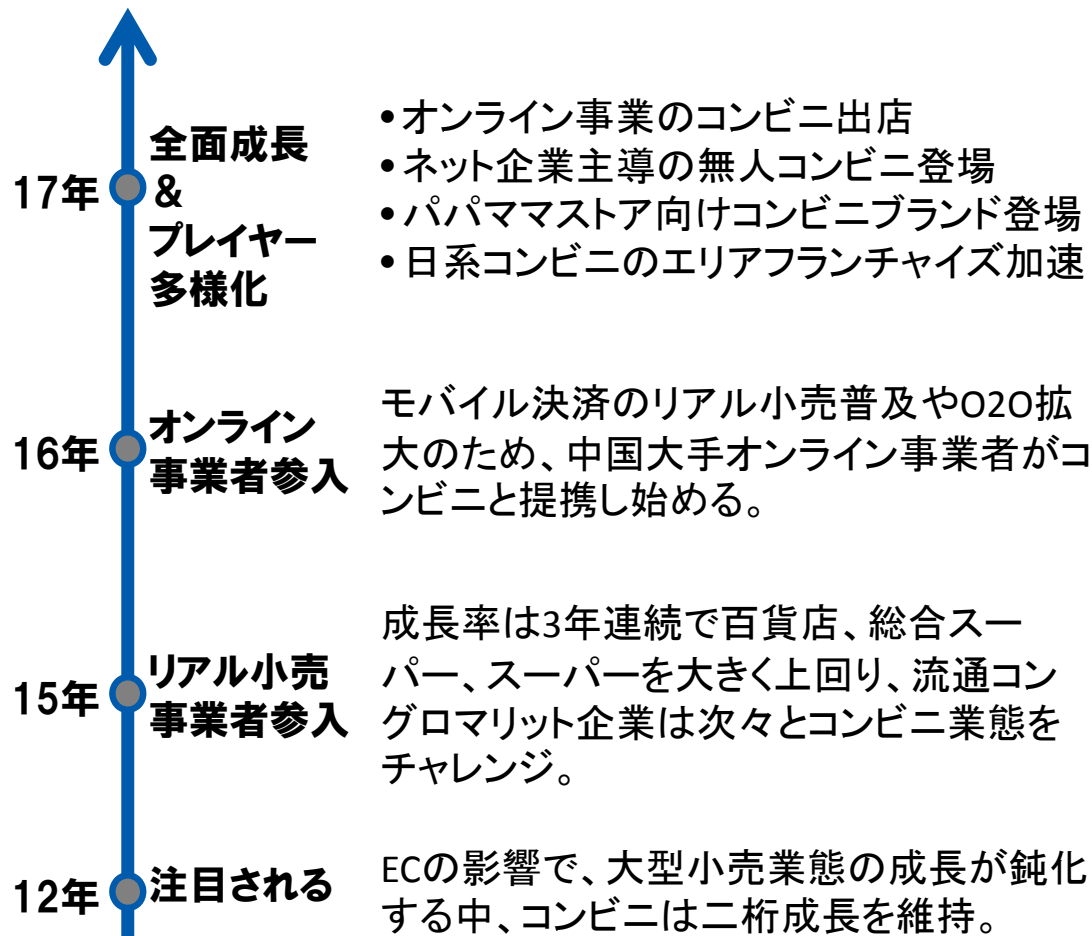 17年
全面成長
&
プレイヤー
多様化
•オンライン事業のコンビニ出店
•ネット企業主導の無人コンビニ登場
•パパママストア向けコンビニブランド登場
•日系コンビニのエリアフランチャイズ加速
16年
オンライン
事業者参入
モバイル決済のリアル小売普及やO2O拡
大のため、中国大手オンライン事業者がコ
ンビニと提携し始める。
15年
リアル小売
事業者参入
成長率は3年連続で百貨店、総合スー
パー、スーパーを大きく上回り、流通コン
グロマリット企業は次々とコンビニ業態を
チャレンジ。
12年
注目される
ECの影響で、大型小売業態の成長が鈍化
する中、コンビニは二桁成長を維持。